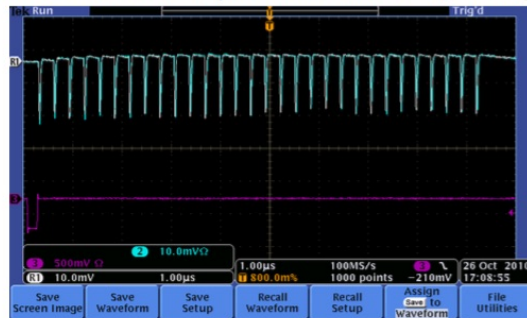 Tek Run Trig'd
R1
3
2 10.0mVΩ
3 500mV Ω
R1 10.0mV 1.00µs
1.00µs 100MS/s 3
800.0m% 1000 points −210mV
26 Oct 2010
17:08:55
Save Screen Image
Save Waveform
Save Setup
Recall Waveform
Recall Setup
Assign Save to Waveform
File Utilities